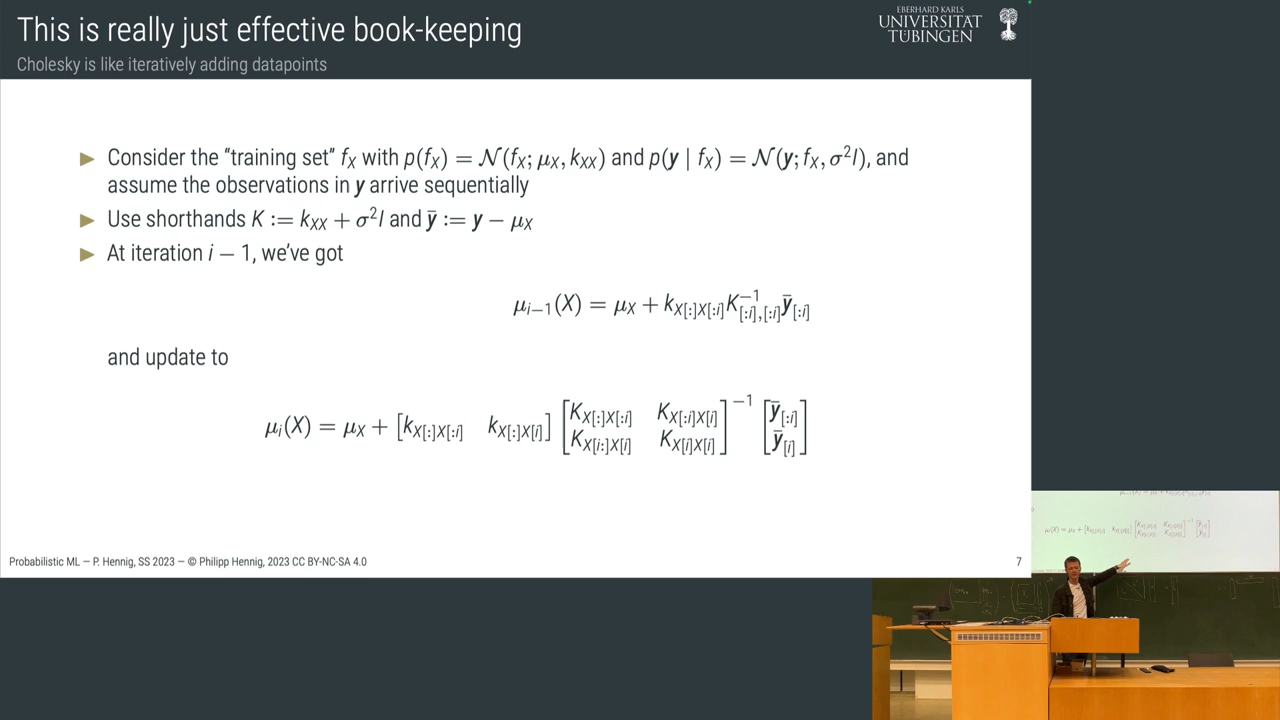 This is really just effective book-keeping
Cholesky is like iteratively adding datapoints
EBERHARD KARLS
UNIVERSITÄT
TÜBINGEN
▶ Consider the “training set” f_X with p(f_X) = 𝒩(f_X; μ_X, k_{XX}) and p(y | f_X) = 𝒩(y; f_X, σ²I), and
assume the observations in y arrive sequentially
▶ Use shorthands K := k_{XX} + σ²I and ȳ := y − μ_X
▶ At iteration i − 1, we’ve got
μ_{i−1}(X) = μ_X + k_{X[:]X[:i]} K^{−1}_{[:i],[:i]} ȳ_{[:i]}
and update to
μ_i(X) = μ_X + [k_{X[:]X[:i]} k_{X[:]X[i]}] [K_{X[:]X[:i]} K_{X[:i]X[i]}; K_{X[i:]X[i]} K_{X[i]X[i]}]^{−1} [ȳ_{[:i]}; ȳ_{[i]}]
Probabilistic ML — P. Hennig, SS 2023 — © Philipp Hennig, 2023 CC BY-NC-SA 4.0
7